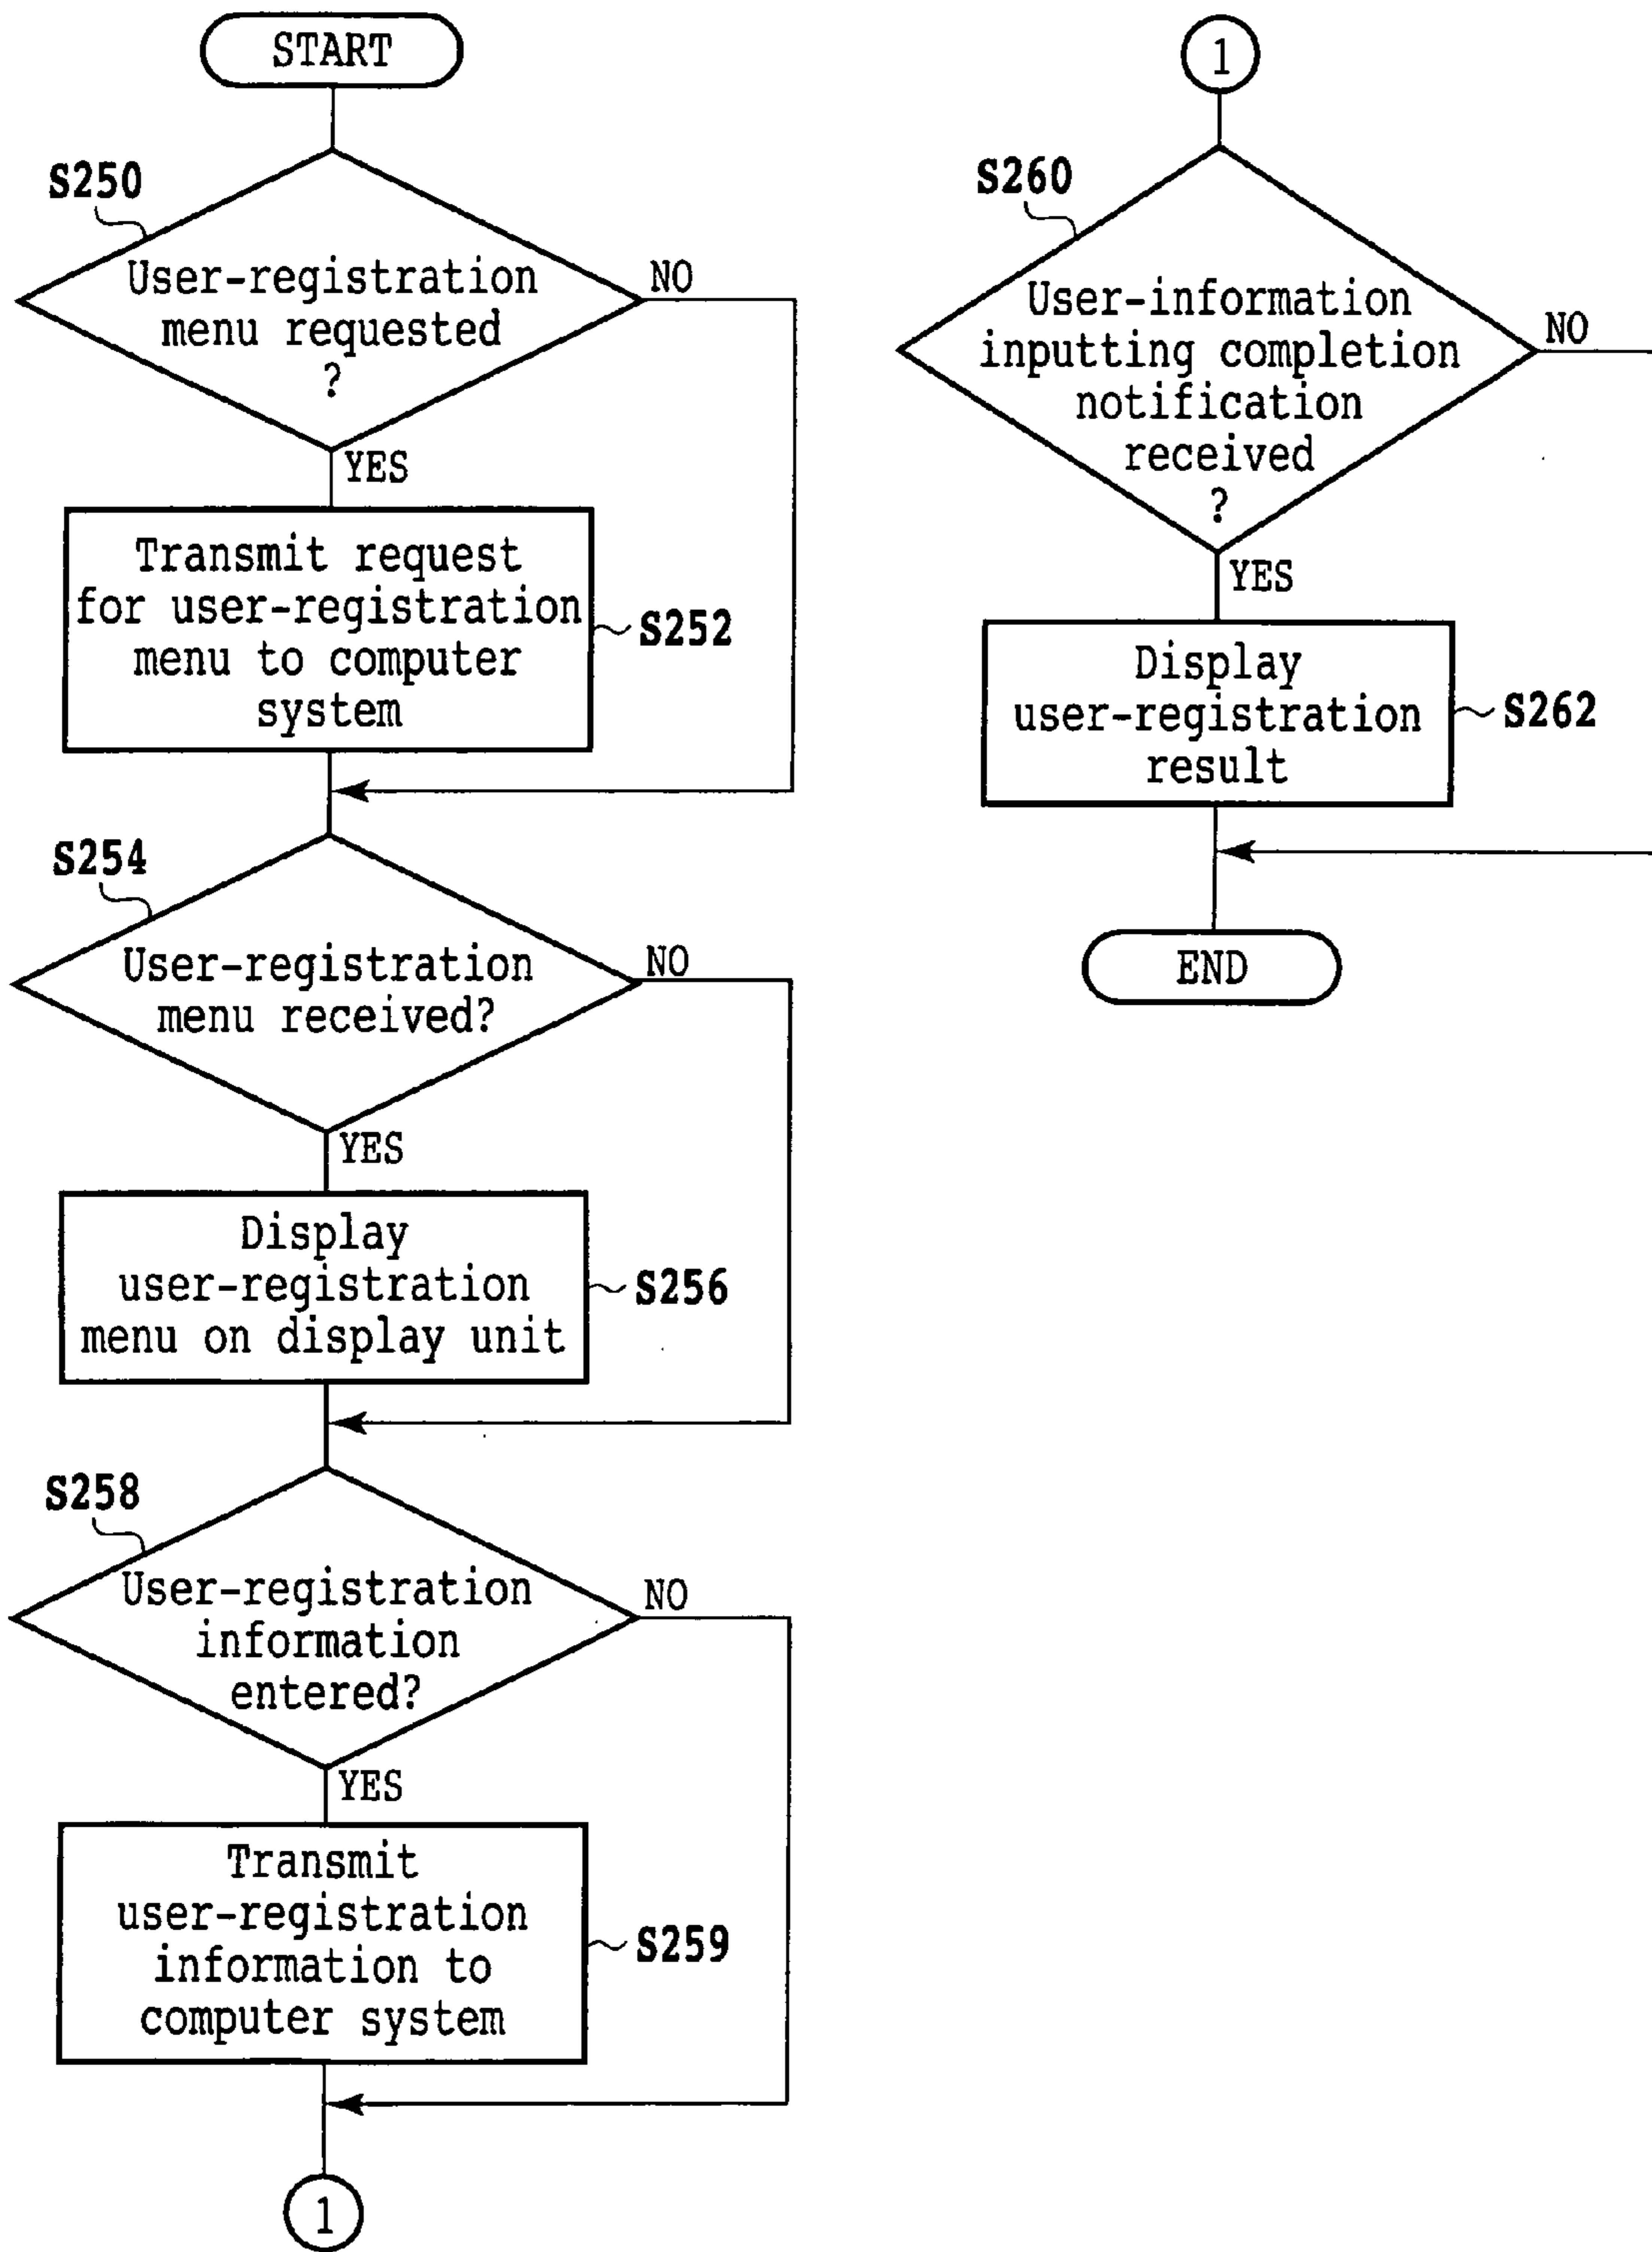 START
S250
User-registration
menu requested
?
NO
YES
Transmit request
for user-registration
menu to computer
system
S252
S254
User-registration
menu received?
NO
YES
Display
user-registration
menu on display unit
S256
S258
User-registration
information
entered?
NO
YES
Transmit
user-registration
information to
computer system
S259
1
1
S260
User-information
inputting completion
notification
received
?
NO
YES
Display
user-registration
result
S262
END